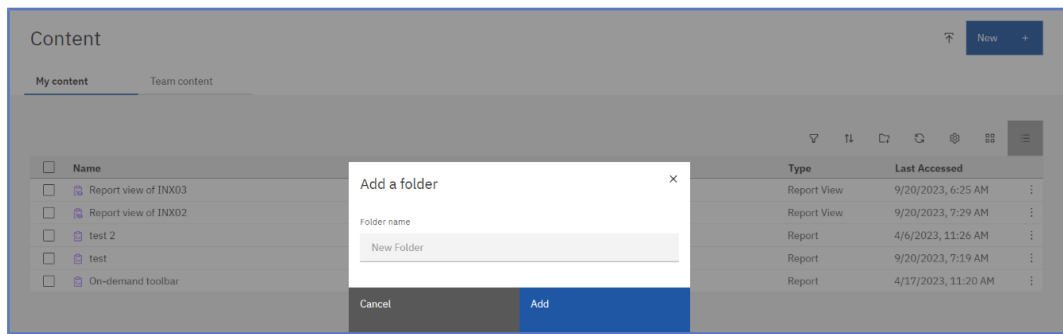 Content
New +
My content Team content
Name Type Last Accessed
Add a folder
Report view of INX03 Report View 9/20/2023, 6:25 AM
Folder name
Report view of INX02 Report View 9/20/2023, 7:29 AM
test 2 Report 4/6/2023, 11:26 AM
New Folder
test Report 9/20/2023, 7:19 AM
On-demand toolbar Report 4/17/2023, 11:20 AM
Cancel Add